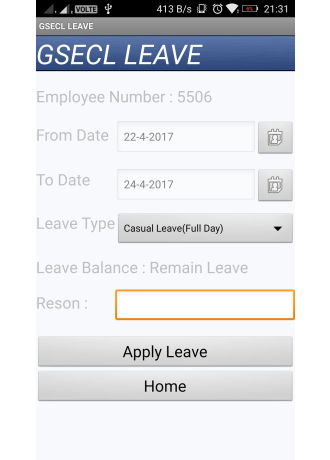 VOLTE 413 B/s 21:31
GSECL LEAVE
GSECL LEAVE
Employee Number : 5506
From Date 22-4-2017
To Date 24-4-2017
Leave Type Casual Leave(Full Day)
Leave Balance : Remain Leave
Reson :
Apply Leave
Home